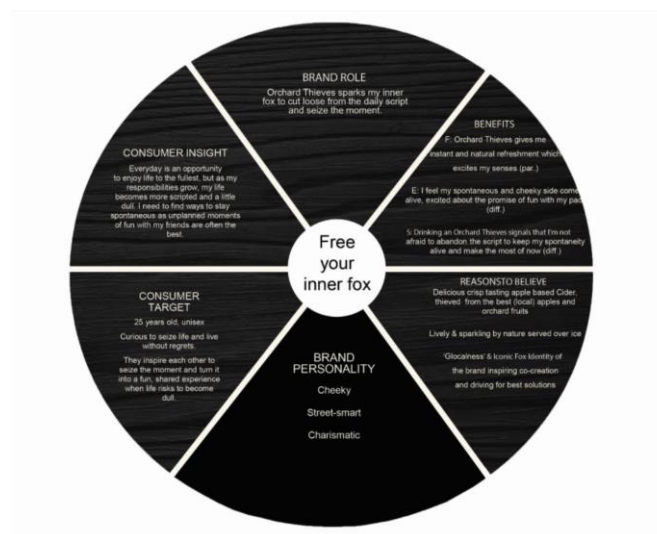 BRAND ROLE
Orchard Thieves sparks my inner
fox to cut loose from the daily script
and seize the moment.
BENEFITS
F: Orchard Thieves gives me
instant and natural refreshment which
excites my senses (par.)
E: I feel my spontaneous and cheeky side come
alive, excited about the promise of fun with my pac
(diff.)
S: Drinking an Orchard Thieves signals that I'm not
afraid to abandon the script to keep my spontaneity
alive and make the most of now (diff.)
REASONSTO BELIEVE
Delicious crisp tasting apple based Cider,
thieved from the best (local) apples and
orchard fruits
Lively & sparkling by nature served over ice
'Glocalness' & Iconic Fox Identity of
the brand inspiring co-creation
and driving for best solutions
BRAND
PERSONALITY
Cheeky
Street-smart
Charismatic
CONSUMER
TARGET
25 years old, unisex
Curious to seize life and live
without regrets.
They inspire each other to
seize the moment and turn it
into a fun, shared experience
when life risks to become
dull.
CONSUMER INSIGHT
Everyday is an opportunity
to enjoy life to the fullest, but as my
responsibilities grow, my life
becomes more scripted and a little
dull. I need to find ways to stay
spontaneous as unplanned moments
of fun with my friends are often the
best.
Free
your
inner fox